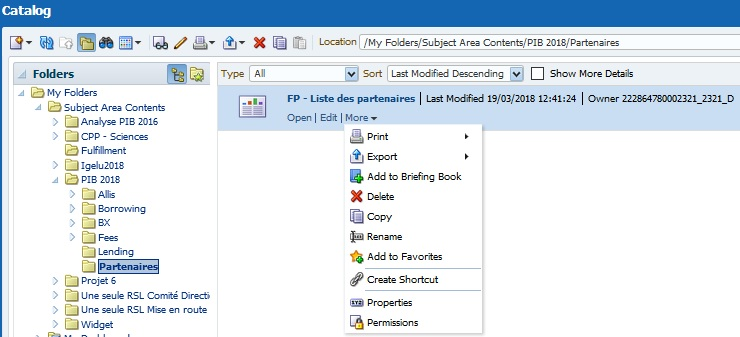 Catalog
Location /My Folders/Subject Area Contents/PIB 2018/Partenaires
Folders
My Folders
Subject Area Contents
Analyse PIB 2016
CPP - Sciences
Fulfillment
Igelu2018
PIB 2018
Allis
Borrowing
BX
Fees
Lending
Partenaires
Projet 6
Une seule RSL Comité Directi
Une seule RSL Mise en route
Widget
Type All Sort Last Modified Descending Show More Details
FP - Liste des partenaires | Last Modified 19/03/2018 12:41:24 | Owner 222864780002321_2321_D
Open | Edit | More
Print
Export
Add to Briefing Book
Delete
Copy
Rename
Add to Favorites
Create Shortcut
Properties
Permissions